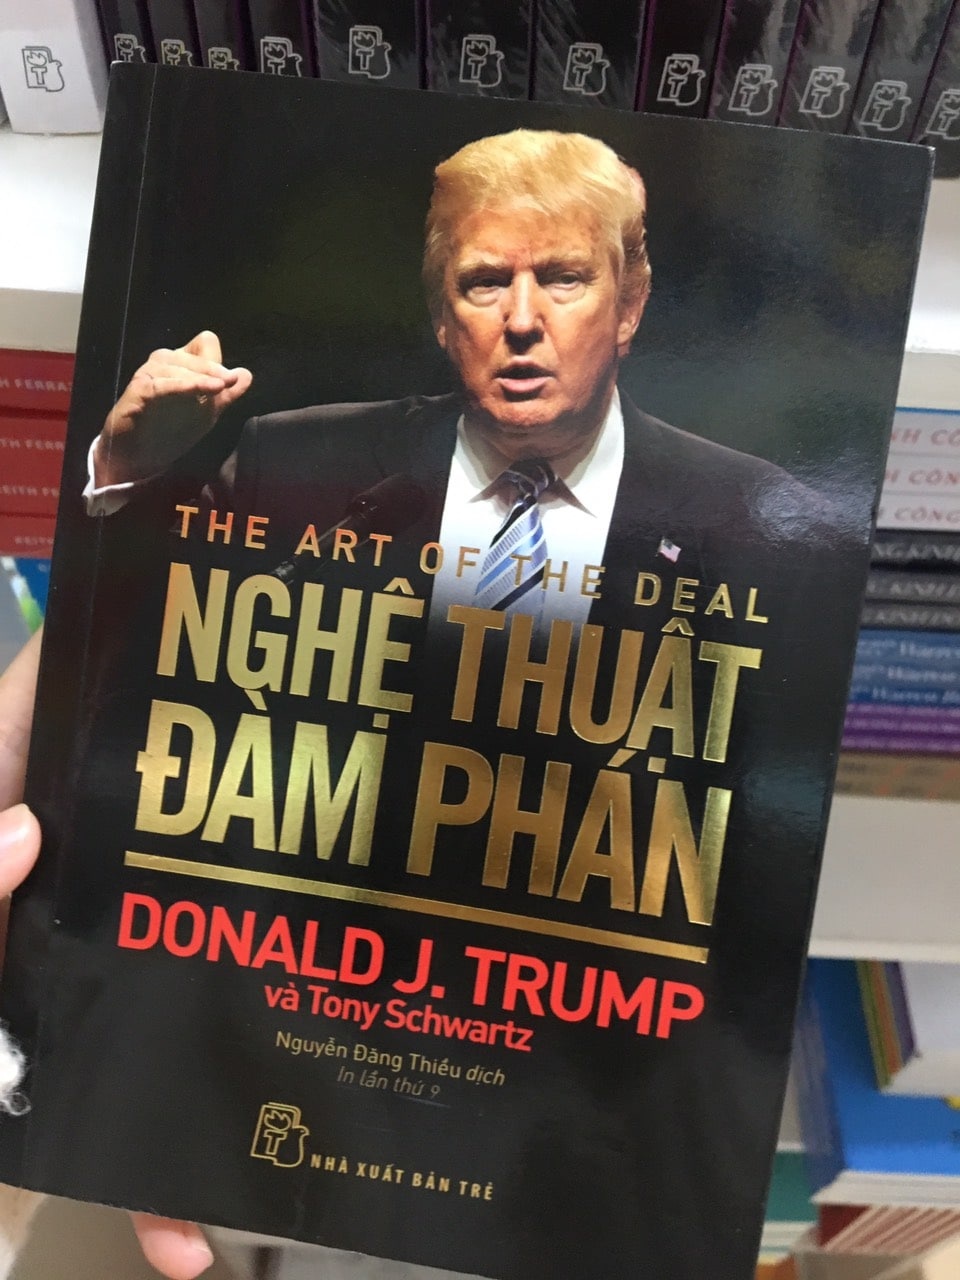 THE ART OF THE DEAL
NGHỆ THUẬT
ĐÀM PHÁN
DONALD J. TRUMP
và Tony Schwartz
Nguyễn Đăng Thiều dịch
In lần thứ 9
NHÀ XUẤT BẢN TRẺ